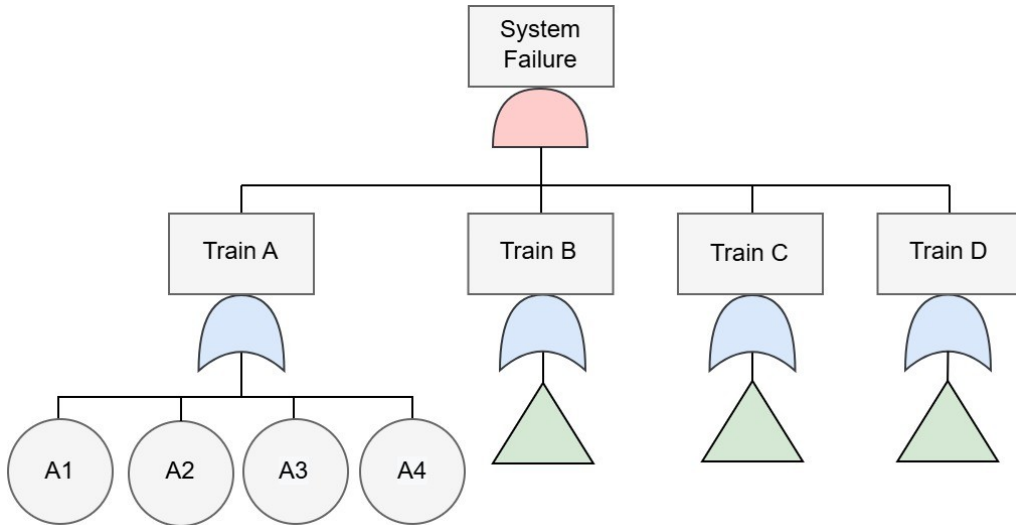 System
Failure
Train A
Train B
Train C
Train D
A1
A2
A3
A4